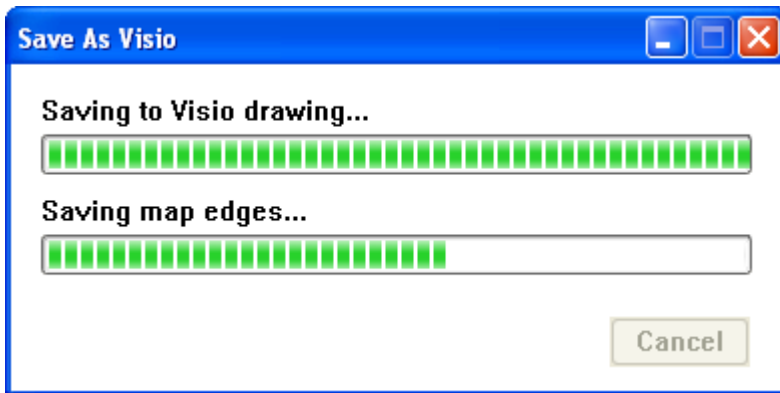 Save As Visio
Saving to Visio drawing...
Saving map edges...
Cancel